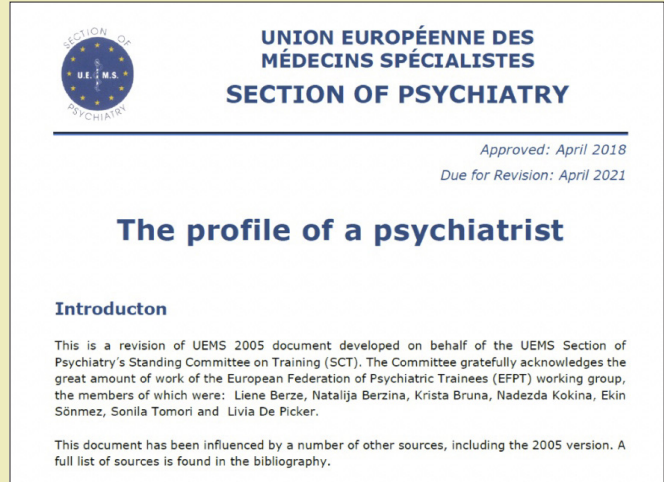 SECTION OF
U.E. M.S.
PSYCHIATRY
UNION EUROPÉENNE DES
MÉDECINS SPÉCIALISTES
SECTION OF PSYCHIATRY
Approved: April 2018
Due for Revision: April 2021
The profile of a psychiatrist
Introducton
This is a revision of UEMS 2005 document developed on behalf of the UEMS Section of
Psychiatry´s Standing Committee on Training (SCT). The Committee gratefully acknowledges the
great amount of work of the European Federation of Psychiatric Trainees (EFPT) working group,
the members of which were: Liene Berze, Natalija Berzina, Krista Bruna, Nadezda Kokina, Ekin
Sönmez, Sonila Tomori and Livia De Picker.
This document has been influenced by a number of other sources, including the 2005 version. A
full list of sources is found in the bibliography.